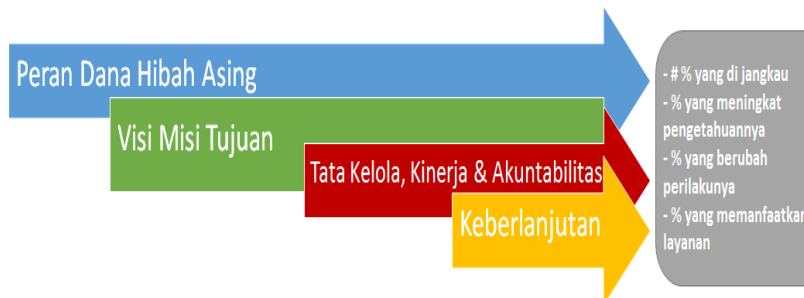 Peran Dana Hibah Asing
Visi Misi Tujuan
Tata Kelola, Kinerja & Akuntabilitas
Keberlanjutan
- # % yang di jangkau
- % yang meningkat
pengetahuannya
- % yang berubah
perilakunya
- % yang memanfaatkan
layanan